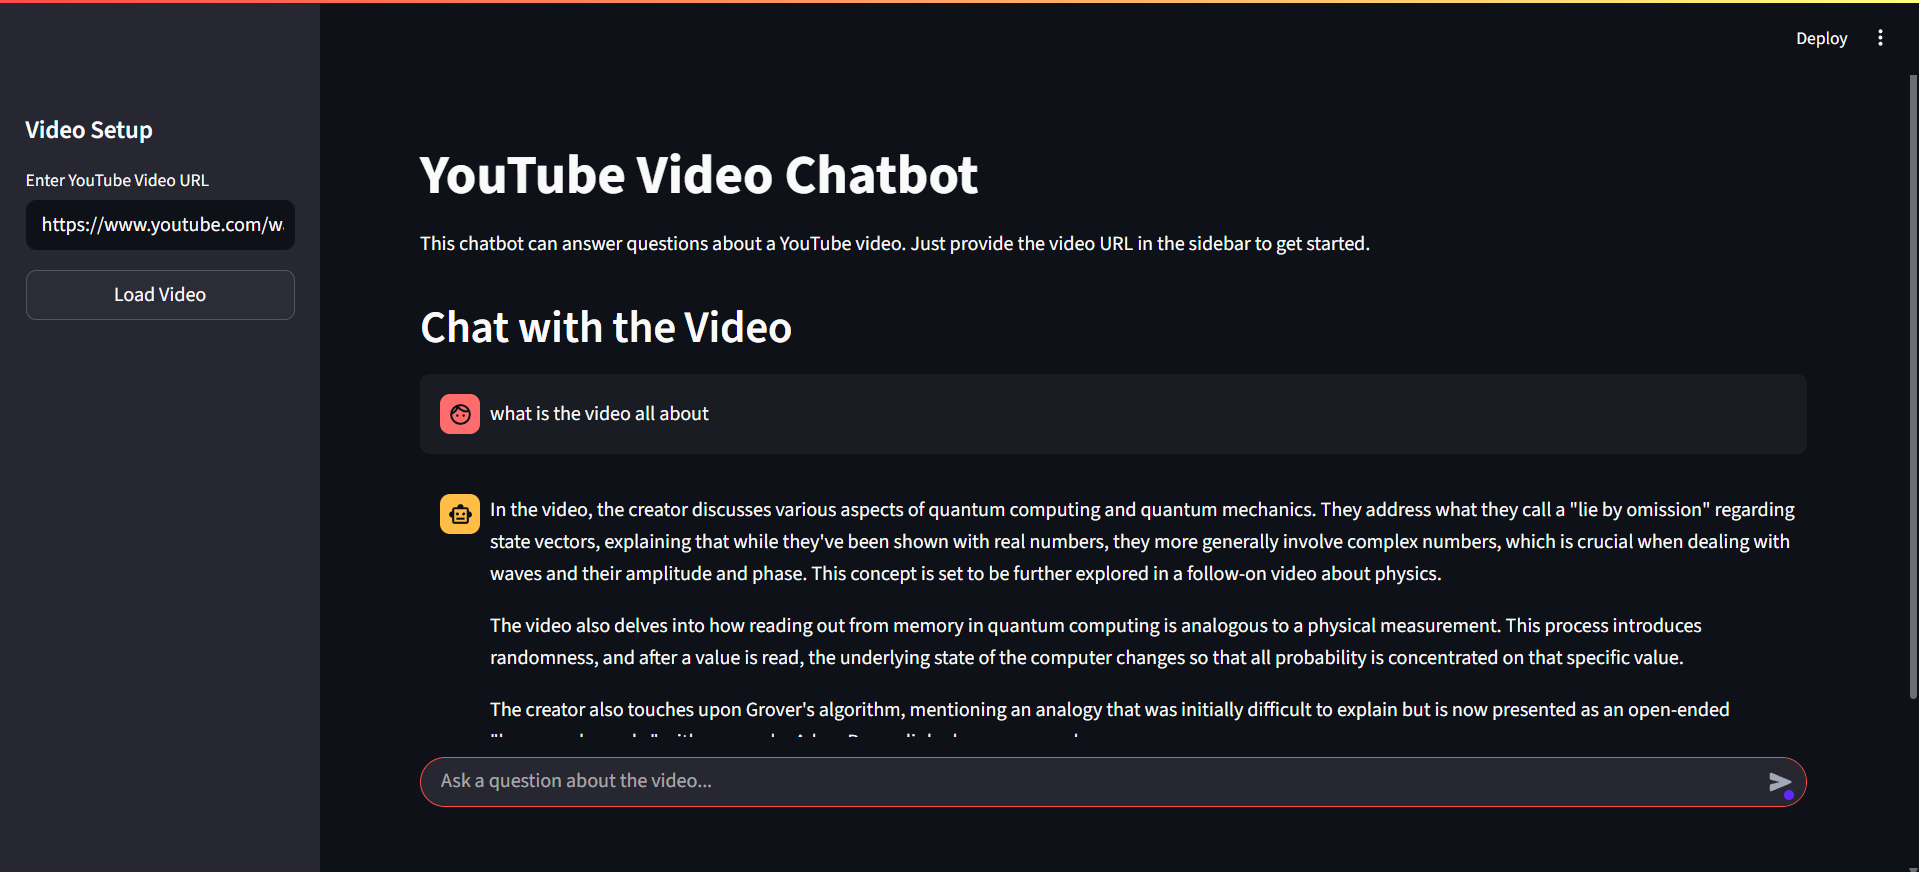 Deploy
Video Setup
Enter YouTube Video URL
https://www.youtube.com/w
Load Video
YouTube Video Chatbot
This chatbot can answer questions about a YouTube video. Just provide the video URL in the sidebar to get started.
Chat with the Video
what is the video all about
In the video, the creator discusses various aspects of quantum computing and quantum mechanics. They address what they call a "lie by omission" regarding
state vectors, explaining that while they've been shown with real numbers, they more generally involve complex numbers, which is crucial when dealing with
waves and their amplitude and phase. This concept is set to be further explored in a follow-on video about physics.
The video also delves into how reading out from memory in quantum computing is analogous to a physical measurement. This process introduces
randomness, and after a value is read, the underlying state of the computer changes so that all probability is concentrated on that specific value.
The creator also touches upon Grover's algorithm, mentioning an analogy that was initially difficult to explain but is now presented as an open-ended
Ask a question about the video...